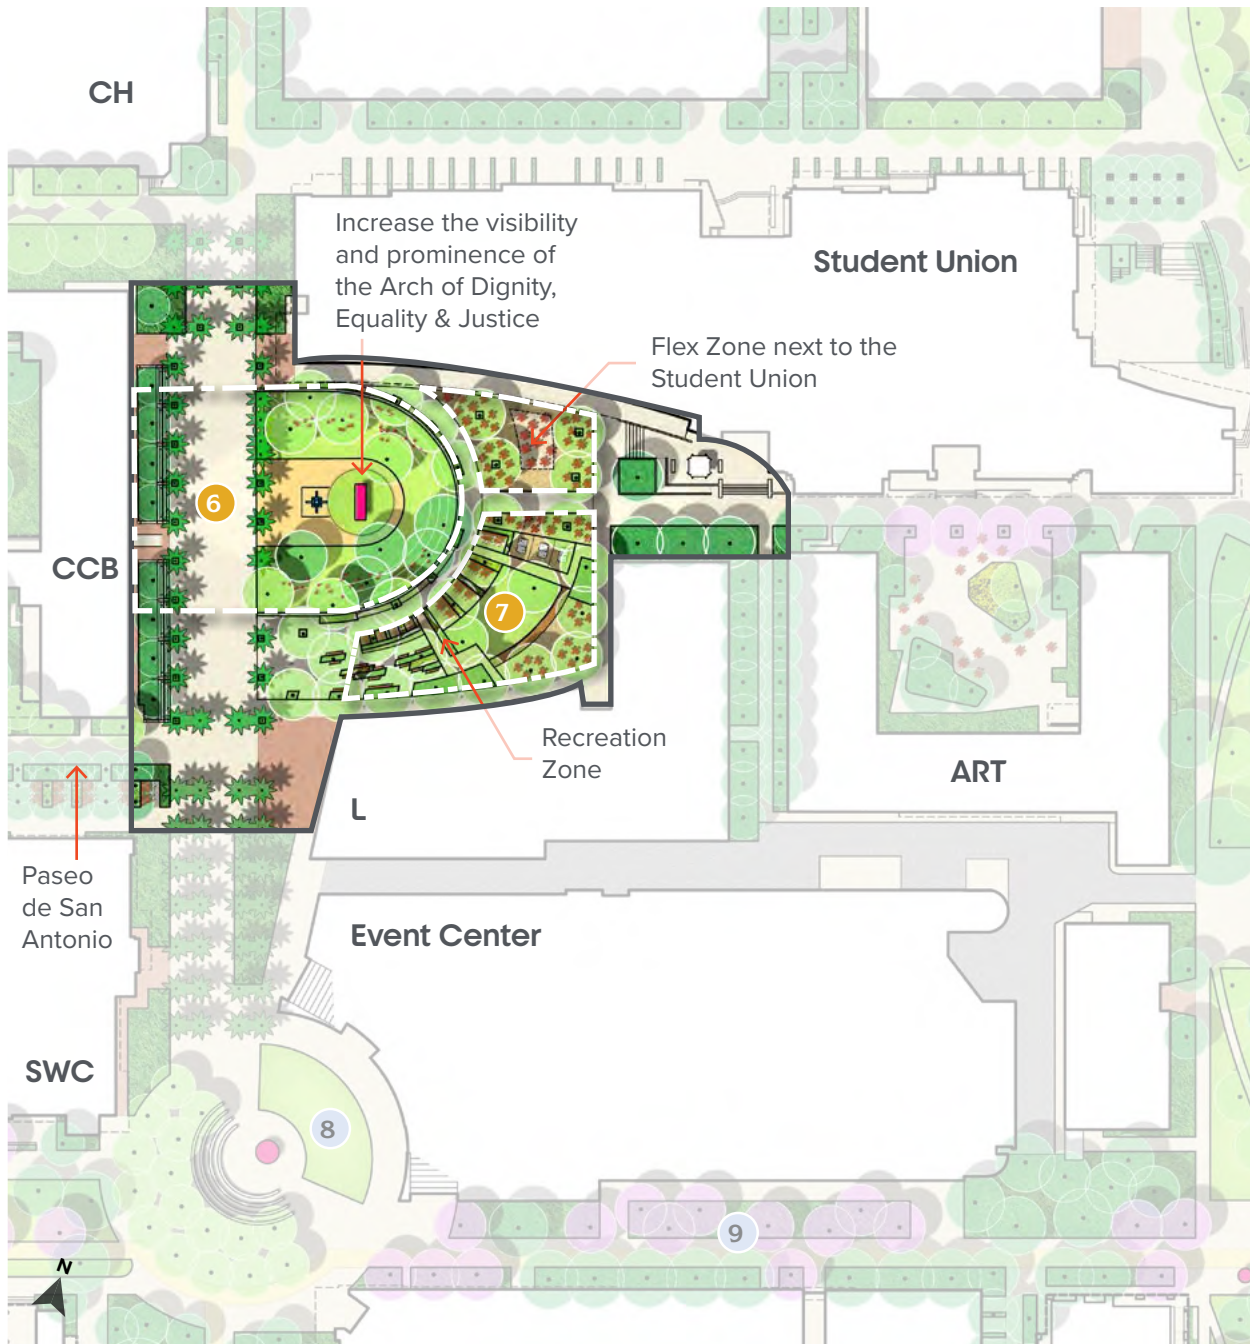 CH
Increase the visibility
and prominence of
the Arch of Dignity,
Equality & Justice
Student Union
Flex Zone next to the
Student Union
6
CCB
7
Recreation
Zone
ART
L
Paseo
de San
Antonio
Event Center
SWC
8
9
N